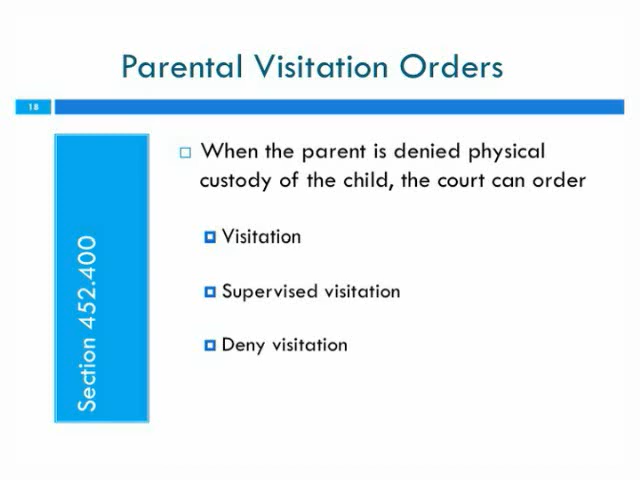 Parental Visitation Orders
18
Section 452.400
When the parent is denied physical
custody of the child, the court can order
Visitation
Supervised visitation
Deny visitation